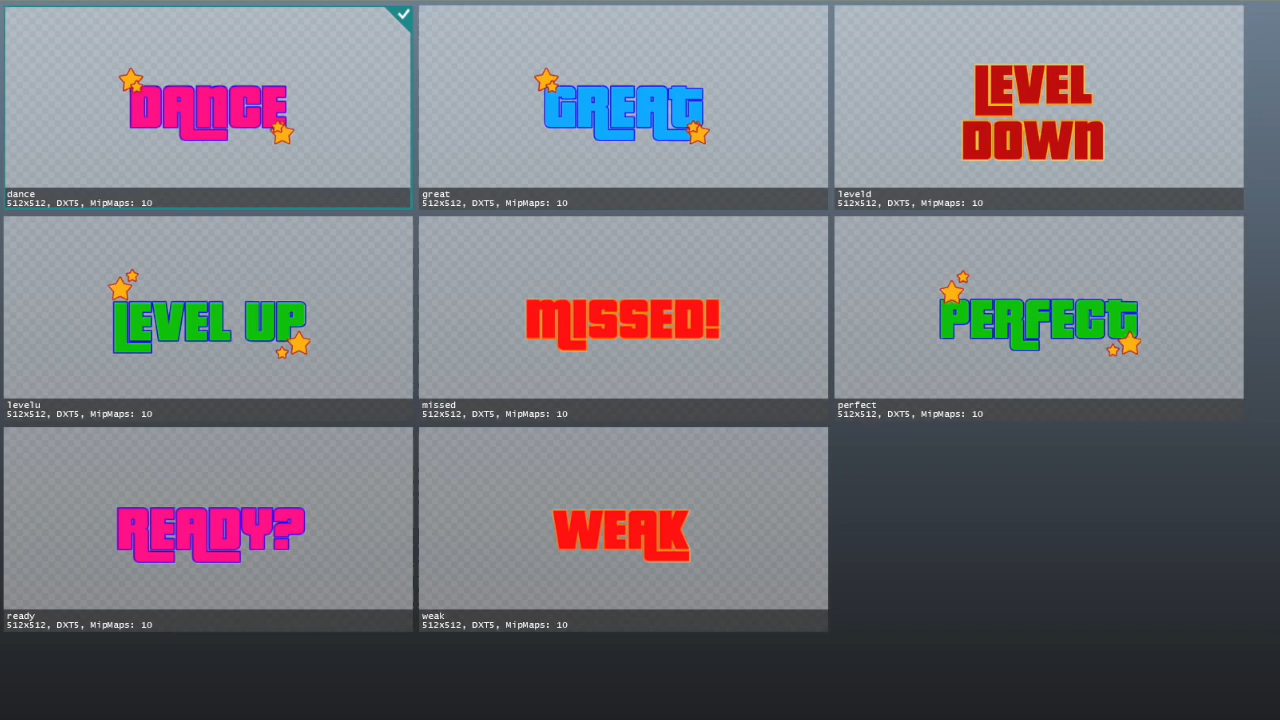 DANCE
dance
512x512, DXT5, MipMaps: 10
GREAT
great
512x512, DXT5, MipMaps: 10
LEVEL
DOWN
leveld
512x512, DXT5, MipMaps: 10
LEVEL UP
levelu
512x512, DXT5, MipMaps: 10
MISSED!
missed
512x512, DXT5, MipMaps: 10
PERFECT
perfect
512x512, DXT5, MipMaps: 10
READY?
ready
512x512, DXT5, MipMaps: 10
WEAK
weak
512x512, DXT5, MipMaps: 10